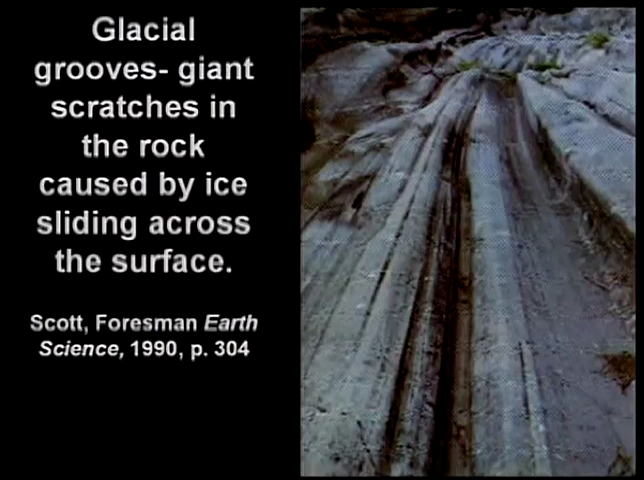 Glacial
grooves- giant
scratches in
the rock
caused by ice
sliding across
the surface.
Scott, Foresman Earth
Science, 1990, p. 304